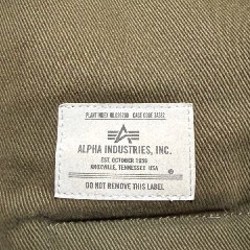 ALPHA INDUSTRIES, INC.
EST. OCTOBER 1959
KNOXVILLE, TENNESSEE USA
DO NOT REMOVE THIS LABEL